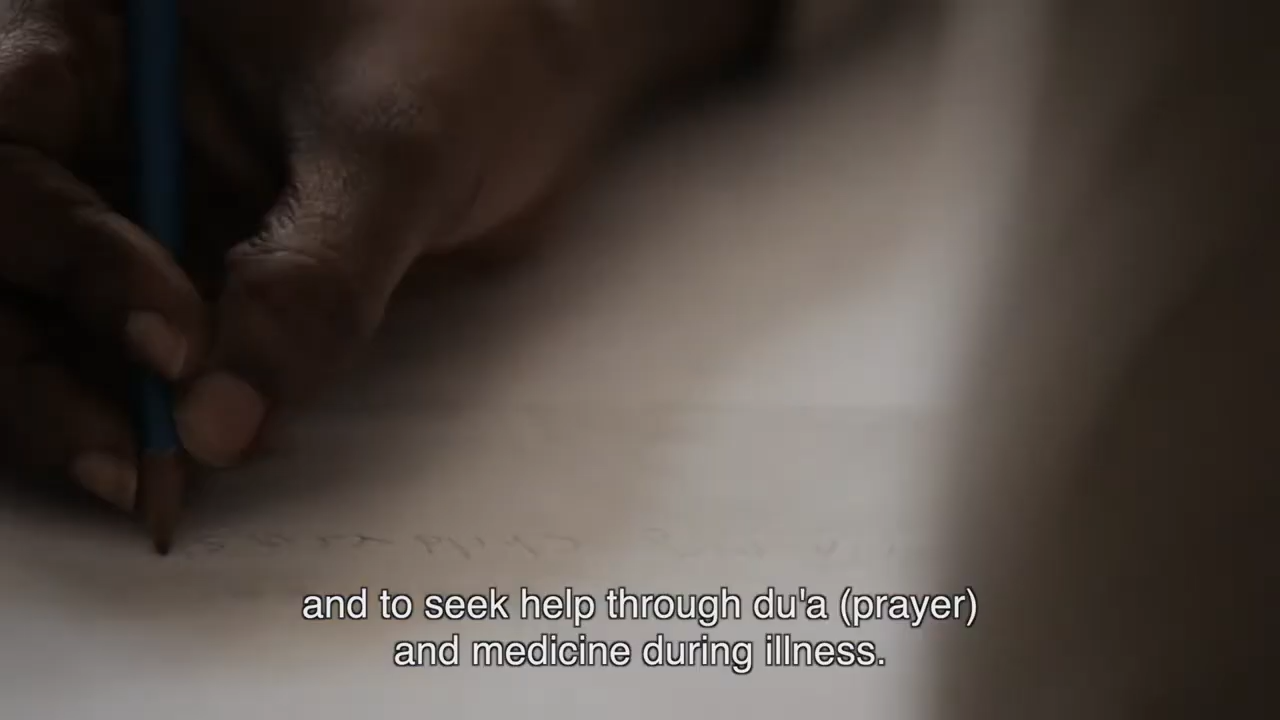 and to seek help through du'a (prayer)
and medicine during illness.